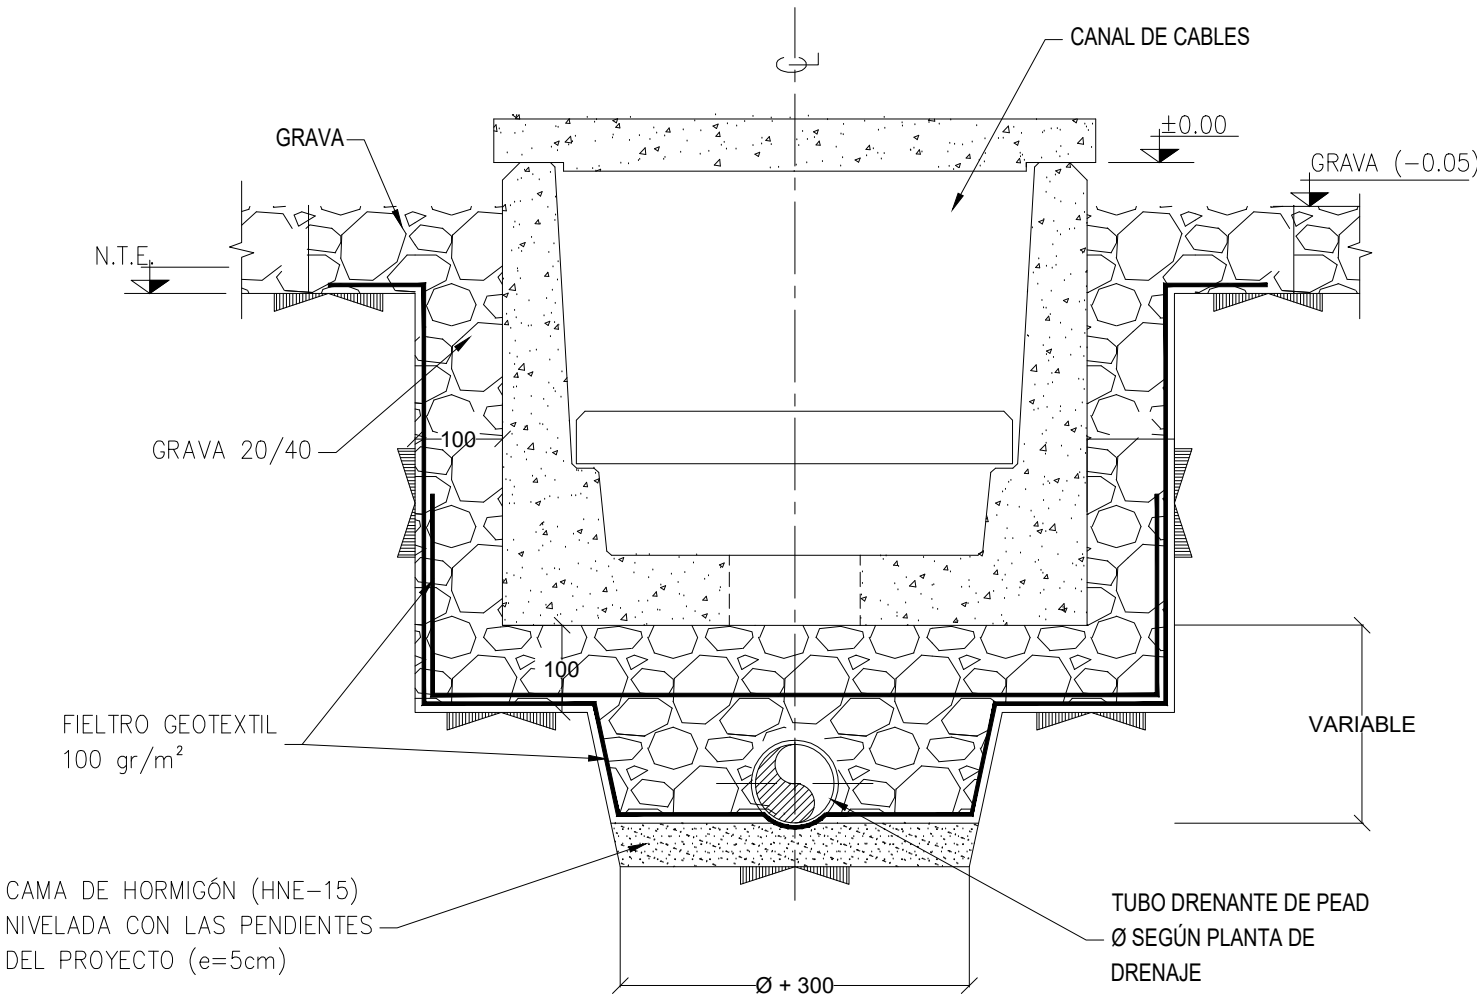 CANAL DE CABLES
±0.00
GRAVA
GRAVA (-0.05)
N.T.E.
GRAVA 20/40
100
100
FIELTRO GEOTEXTIL
100 gr/m²
VARIABLE
CAMA DE HORMIGÓN (HNE-15)
NIVELADA CON LAS PENDIENTES
DEL PROYECTO (e=5cm)
TUBO DRENANTE DE PEAD
Ø SEGÚN PLANTA DE
DRENAJE
Ø + 300